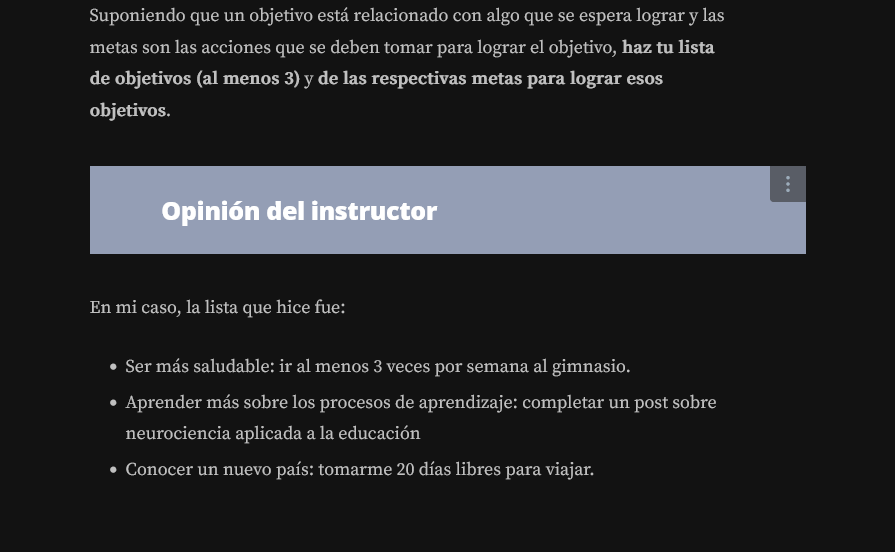 Suponiendo que un objetivo está relacionado con algo que se espera lograr y las
metas son las acciones que se deben tomar para lograr el objetivo, haz tu lista
de objetivos (al menos 3) y de las respectivas metas para lograr esos
objetivos.
Opinión del instructor
En mi caso, la lista que hice fue:
• Ser más saludable: ir al menos 3 veces por semana al gimnasio.
• Aprender más sobre los procesos de aprendizaje: completar un post sobre
neurociencia aplicada a la educación
• Conocer un nuevo país: tomarme 20 días libres para viajar.